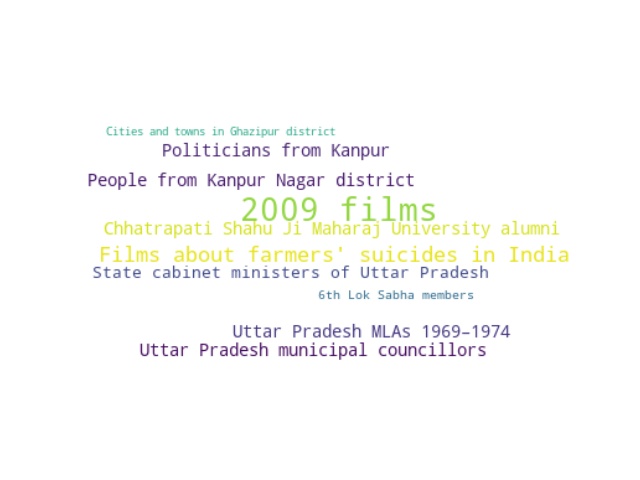 Cities and towns in Ghazipur district
Politicians from Kanpur
People from Kanpur Nagar district
2009 films
Chhatrapati Shahu Ji Maharaj University alumni
Films about farmers' suicides in India
State cabinet ministers of Uttar Pradesh
6th Lok Sabha members
Uttar Pradesh MLAs 1969–1974
Uttar Pradesh municipal councillors